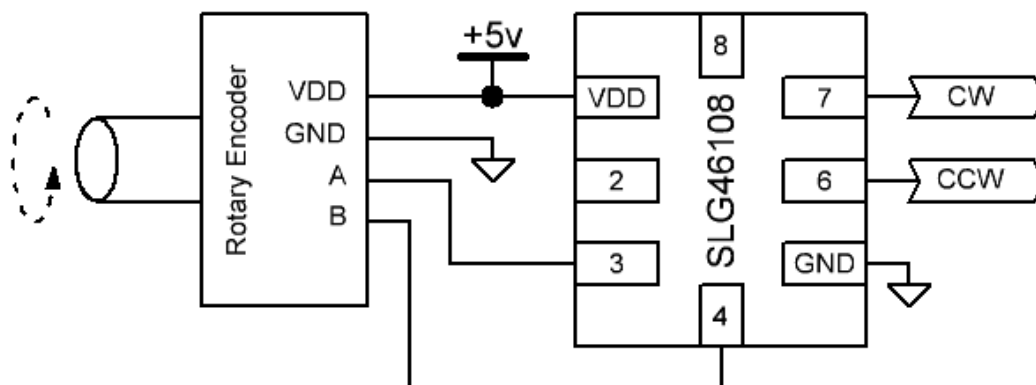 +5v
Rotary Encoder
VDD
GND
A
B
SLG46108
8
VDD
2
3
4
7
6
GND
CW
CCW